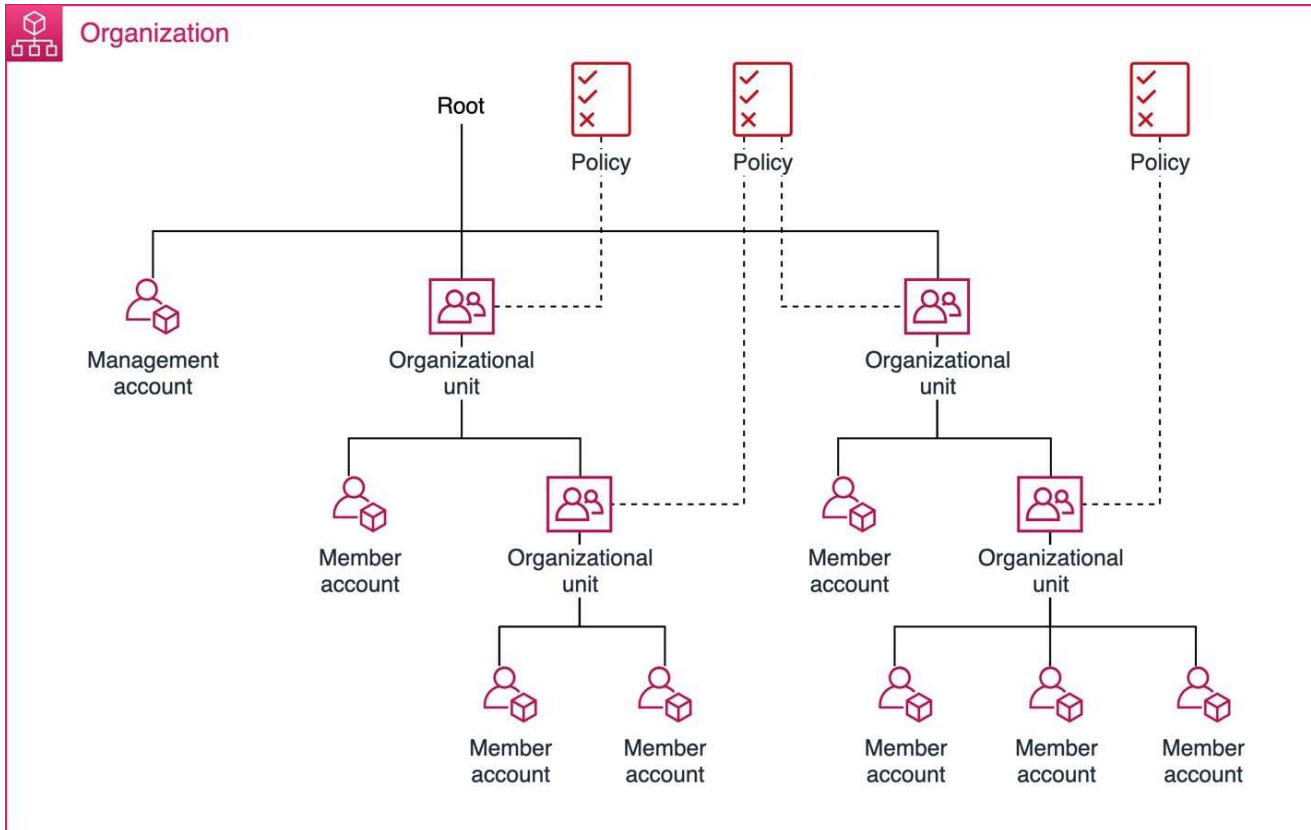 Organization
Root
Policy
Policy
Policy
Management
account
Organizational
unit
Organizational
unit
Member
account
Organizational
unit
Member
account
Organizational
unit
Member
account
Member
account
Member
account
Member
account
Member
account